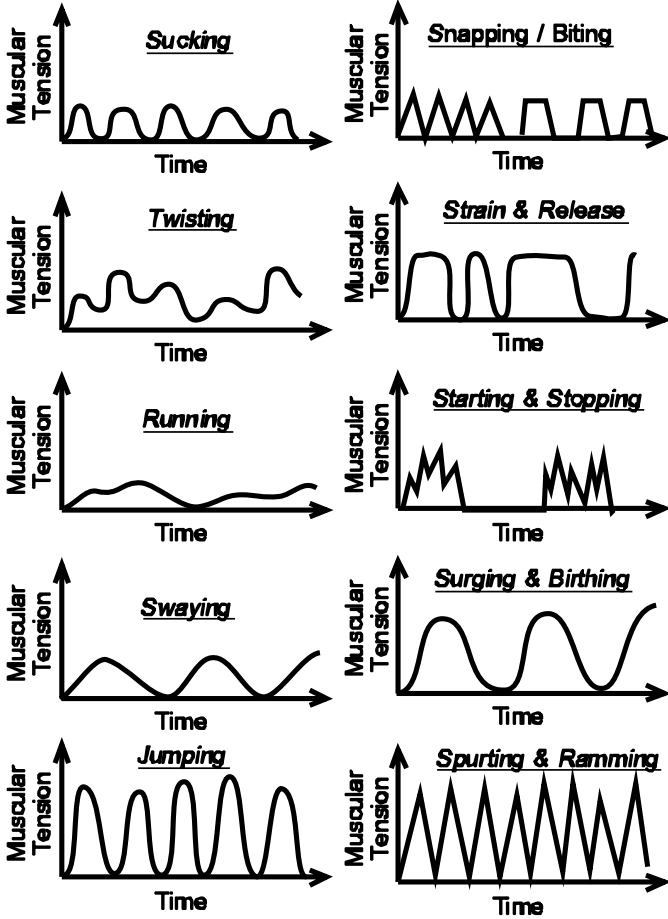 Sucking
Muscular
Tension
Time
Snapping / Biting
Muscular
Tension
Time
Twisting
Muscular
Tension
Time
Strain & Release
Muscular
Tension
Time
Running
Muscular
Tension
Time
Starting & Stopping
Muscular
Tension
Time
Swaying
Muscular
Tension
Time
Surging & Birthing
Muscular
Tension
Time
Jumping
Muscular
Tension
Time
Spurting & Ramming
Muscular
Tension
Time